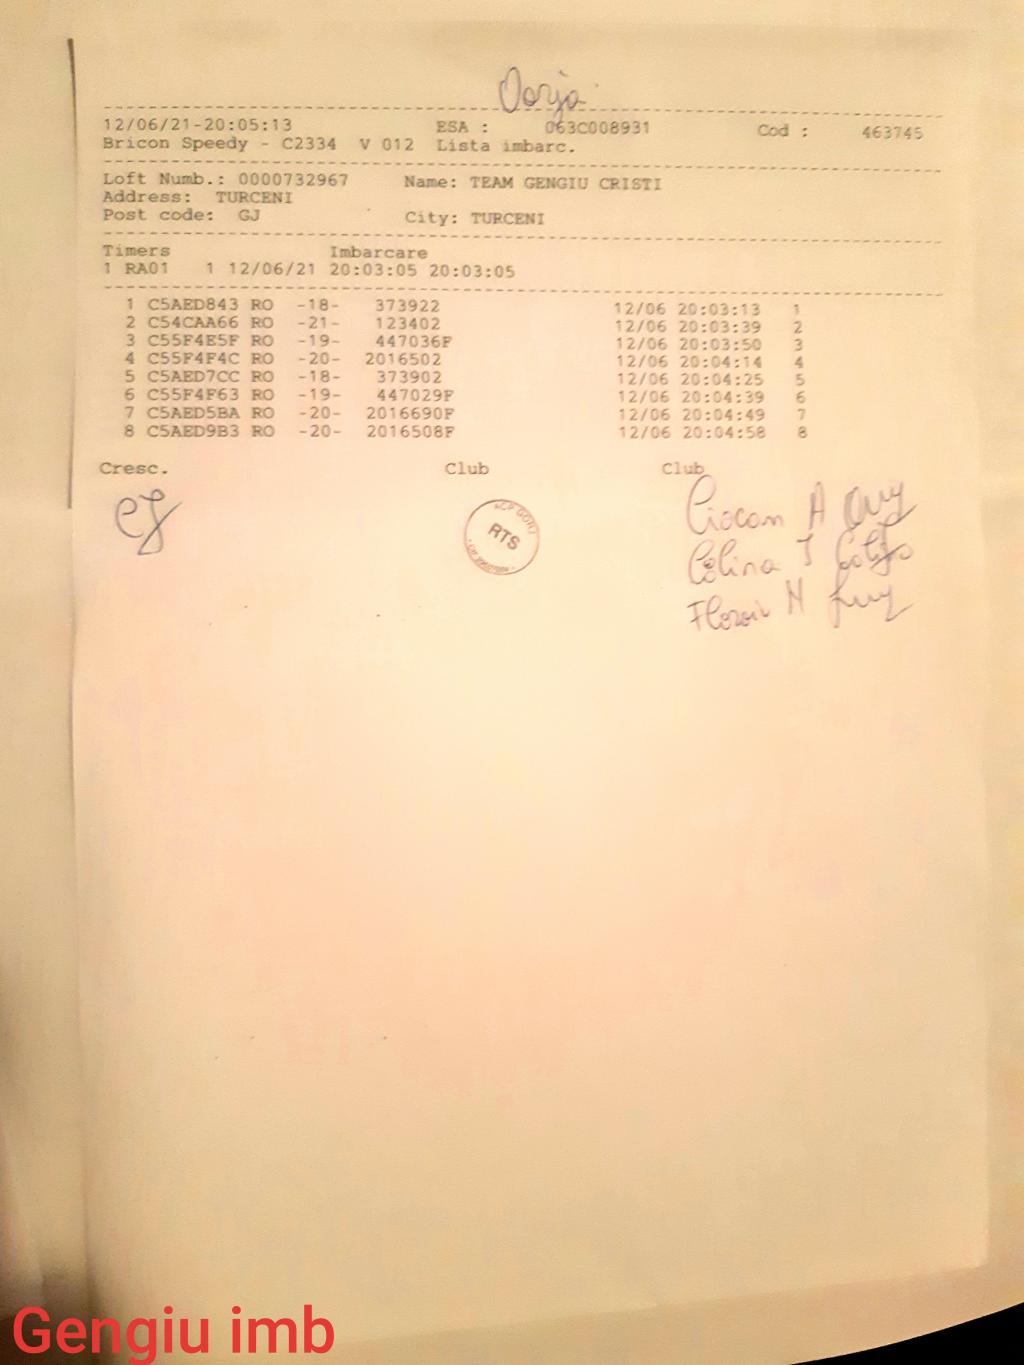 Dorja
12/06/21-20:05:13 ESA : 063C008931 Cod : 463745
Bricon Speedy - C2334 V 012 Lista imbarc.
Loft Numb.: 0000732967 Name: TEAM GENGIU CRISTI
Address: TURCENI
Post code: GJ City: TURCENI
Timers Imbarcare
1 RA01 1 12/06/21 20:03:05 20:03:05
1 C5AED843 RO -18- 373922 12/06 20:03:13 1
2 C54CAA66 RO -21- 123402 12/06 20:03:39 2
3 C55F4E5F RO -19- 447036F 12/06 20:03:50 3
4 C55F4F4C RO -20- 2016502 12/06 20:04:14 4
5 C5AED7CC RO -18- 373902 12/06 20:04:25 5
6 C55F4F63 RO -19- 447029F 12/06 20:04:39 6
7 C5AED5BA RO -20- 2016690F 12/06 20:04:49 7
8 C5AED9B3 RO -20- 2016508F 12/06 20:04:58 8
Cresc. Club Club
RTS
Ciocan A
Colina I
Floroiu N
Gengiu imb